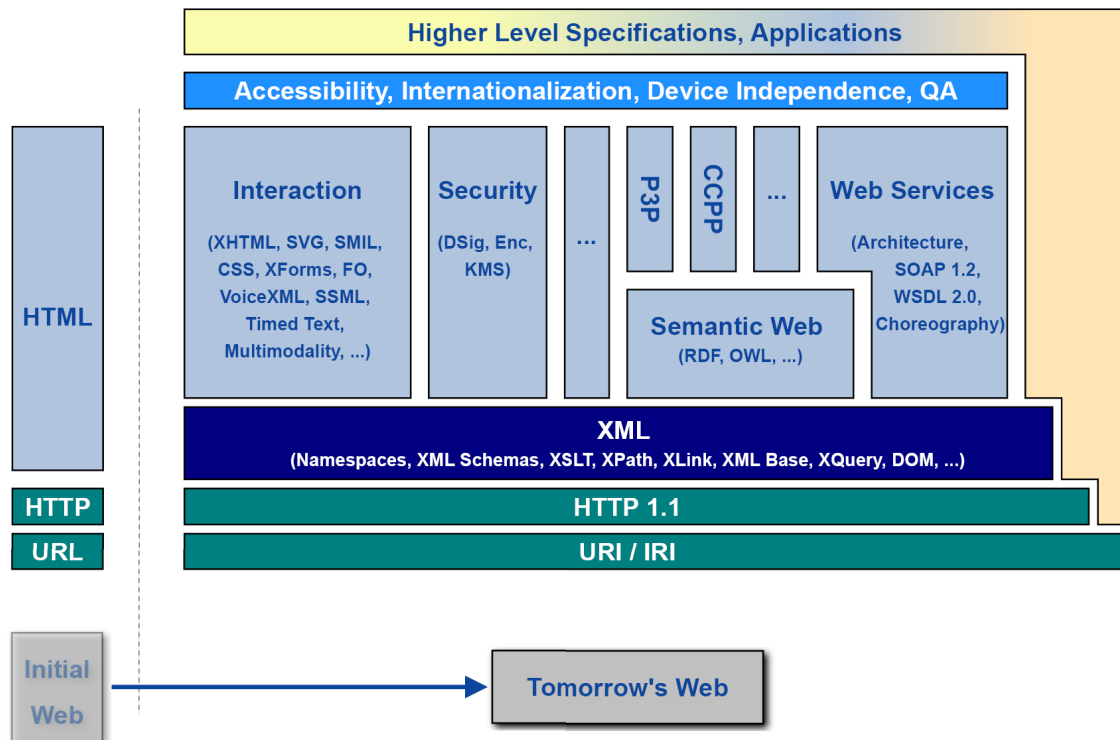 Higher Level Specifications, Applications
Accessibility, Internationalization, Device Independence, QA
HTML
HTTP
URL
Interaction
(XHTML, SVG, SMIL,
CSS, XForms, FO,
VoiceXML, SSML,
Timed Text,
Multimodality, ...)
Security
(DSig, Enc,
KMS)
...
P3P
CCPP
...
Web Services
(Architecture,
SOAP 1.2,
WSDL 2.0,
Choreography)
Semantic Web
(RDF, OWL, ...)
XML
(Namespaces, XML Schemas, XSLT, XPath, XLink, XML Base, XQuery, DOM, ...)
HTTP 1.1
URI / IRI
Initial
Web
Tomorrow's Web